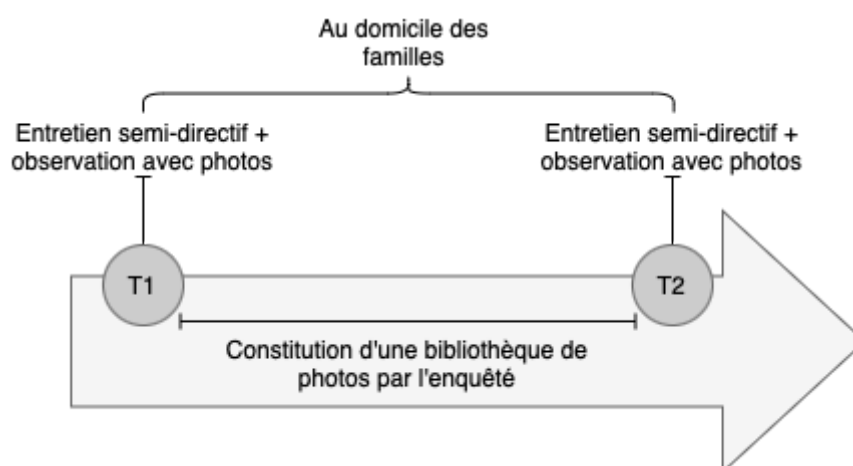 Au domicile des
familles
Entretien semi-directif +
observation avec photos
Entretien semi-directif +
observation avec photos
T1
T2
Constitution d'une bibliothèque de
photos par l'enquêté